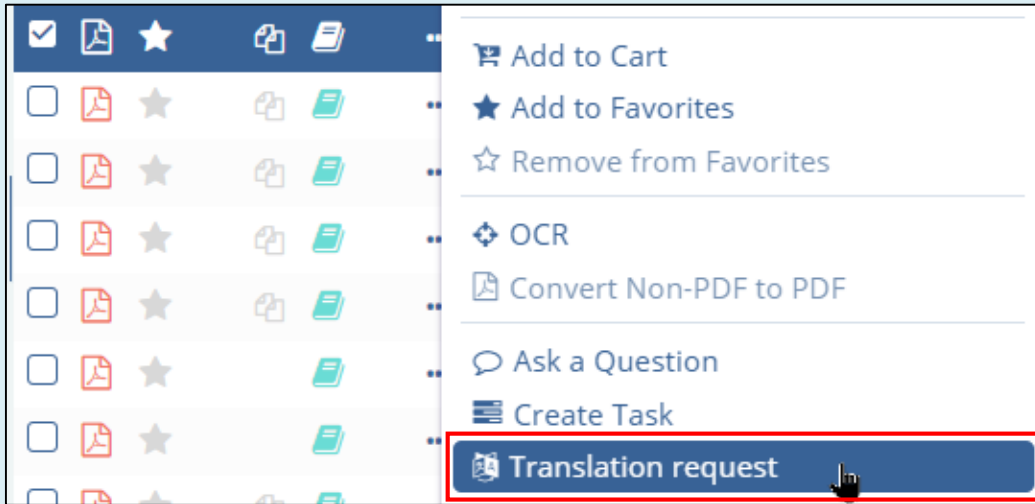 Add to Cart
Add to Favorites
Remove from Favorites
OCR
Convert Non-PDF to PDF
Ask a Question
Create Task
Translation request